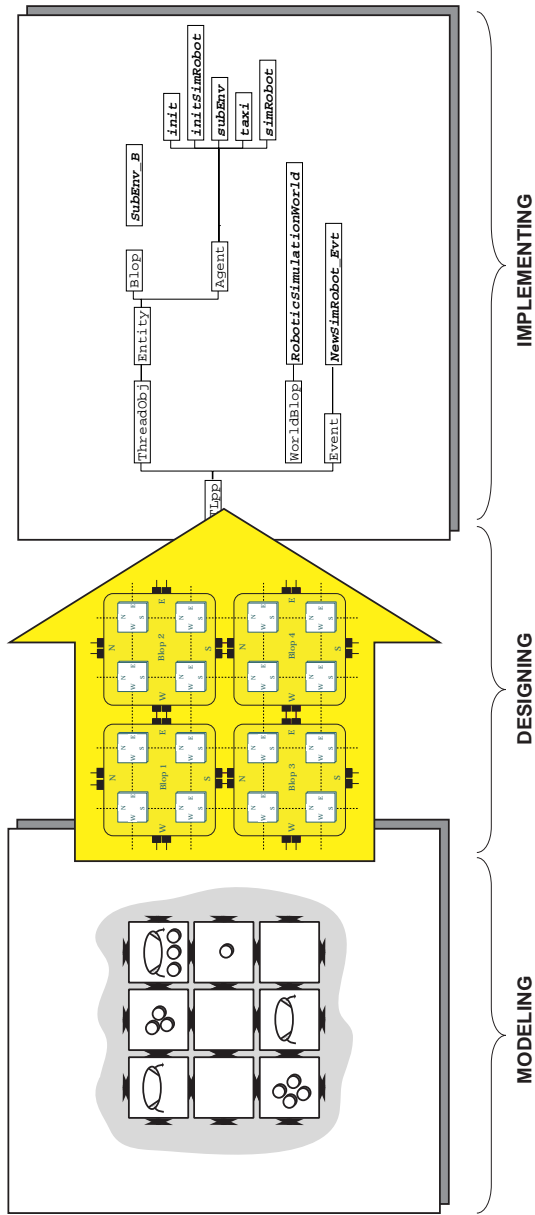 N
N
W
S
N
W
S
W
Blop 1
E
N
W
S
N
W
S
S
N
N
W
S
N
W
E
S
W
Blop 2
E
N
W
S
N
W
E
S
S
N
N
W
S
N
W
S
W
Blop 3
E
N
W
S
N
W
S
S
N
N
W
S
N
W
E
S
W
Blop 4
E
N
W
S
N
W
E
S
S
ThreadObj
Entity
Blop
subEnv_B
Agent
init
initSimRobot
subEnv
taxi
simRobot
WorldBlop
RoboticSimulationWorld
Event
NewSimRobot_Evt
MODELING
DESIGNING
IMPLEMENTING